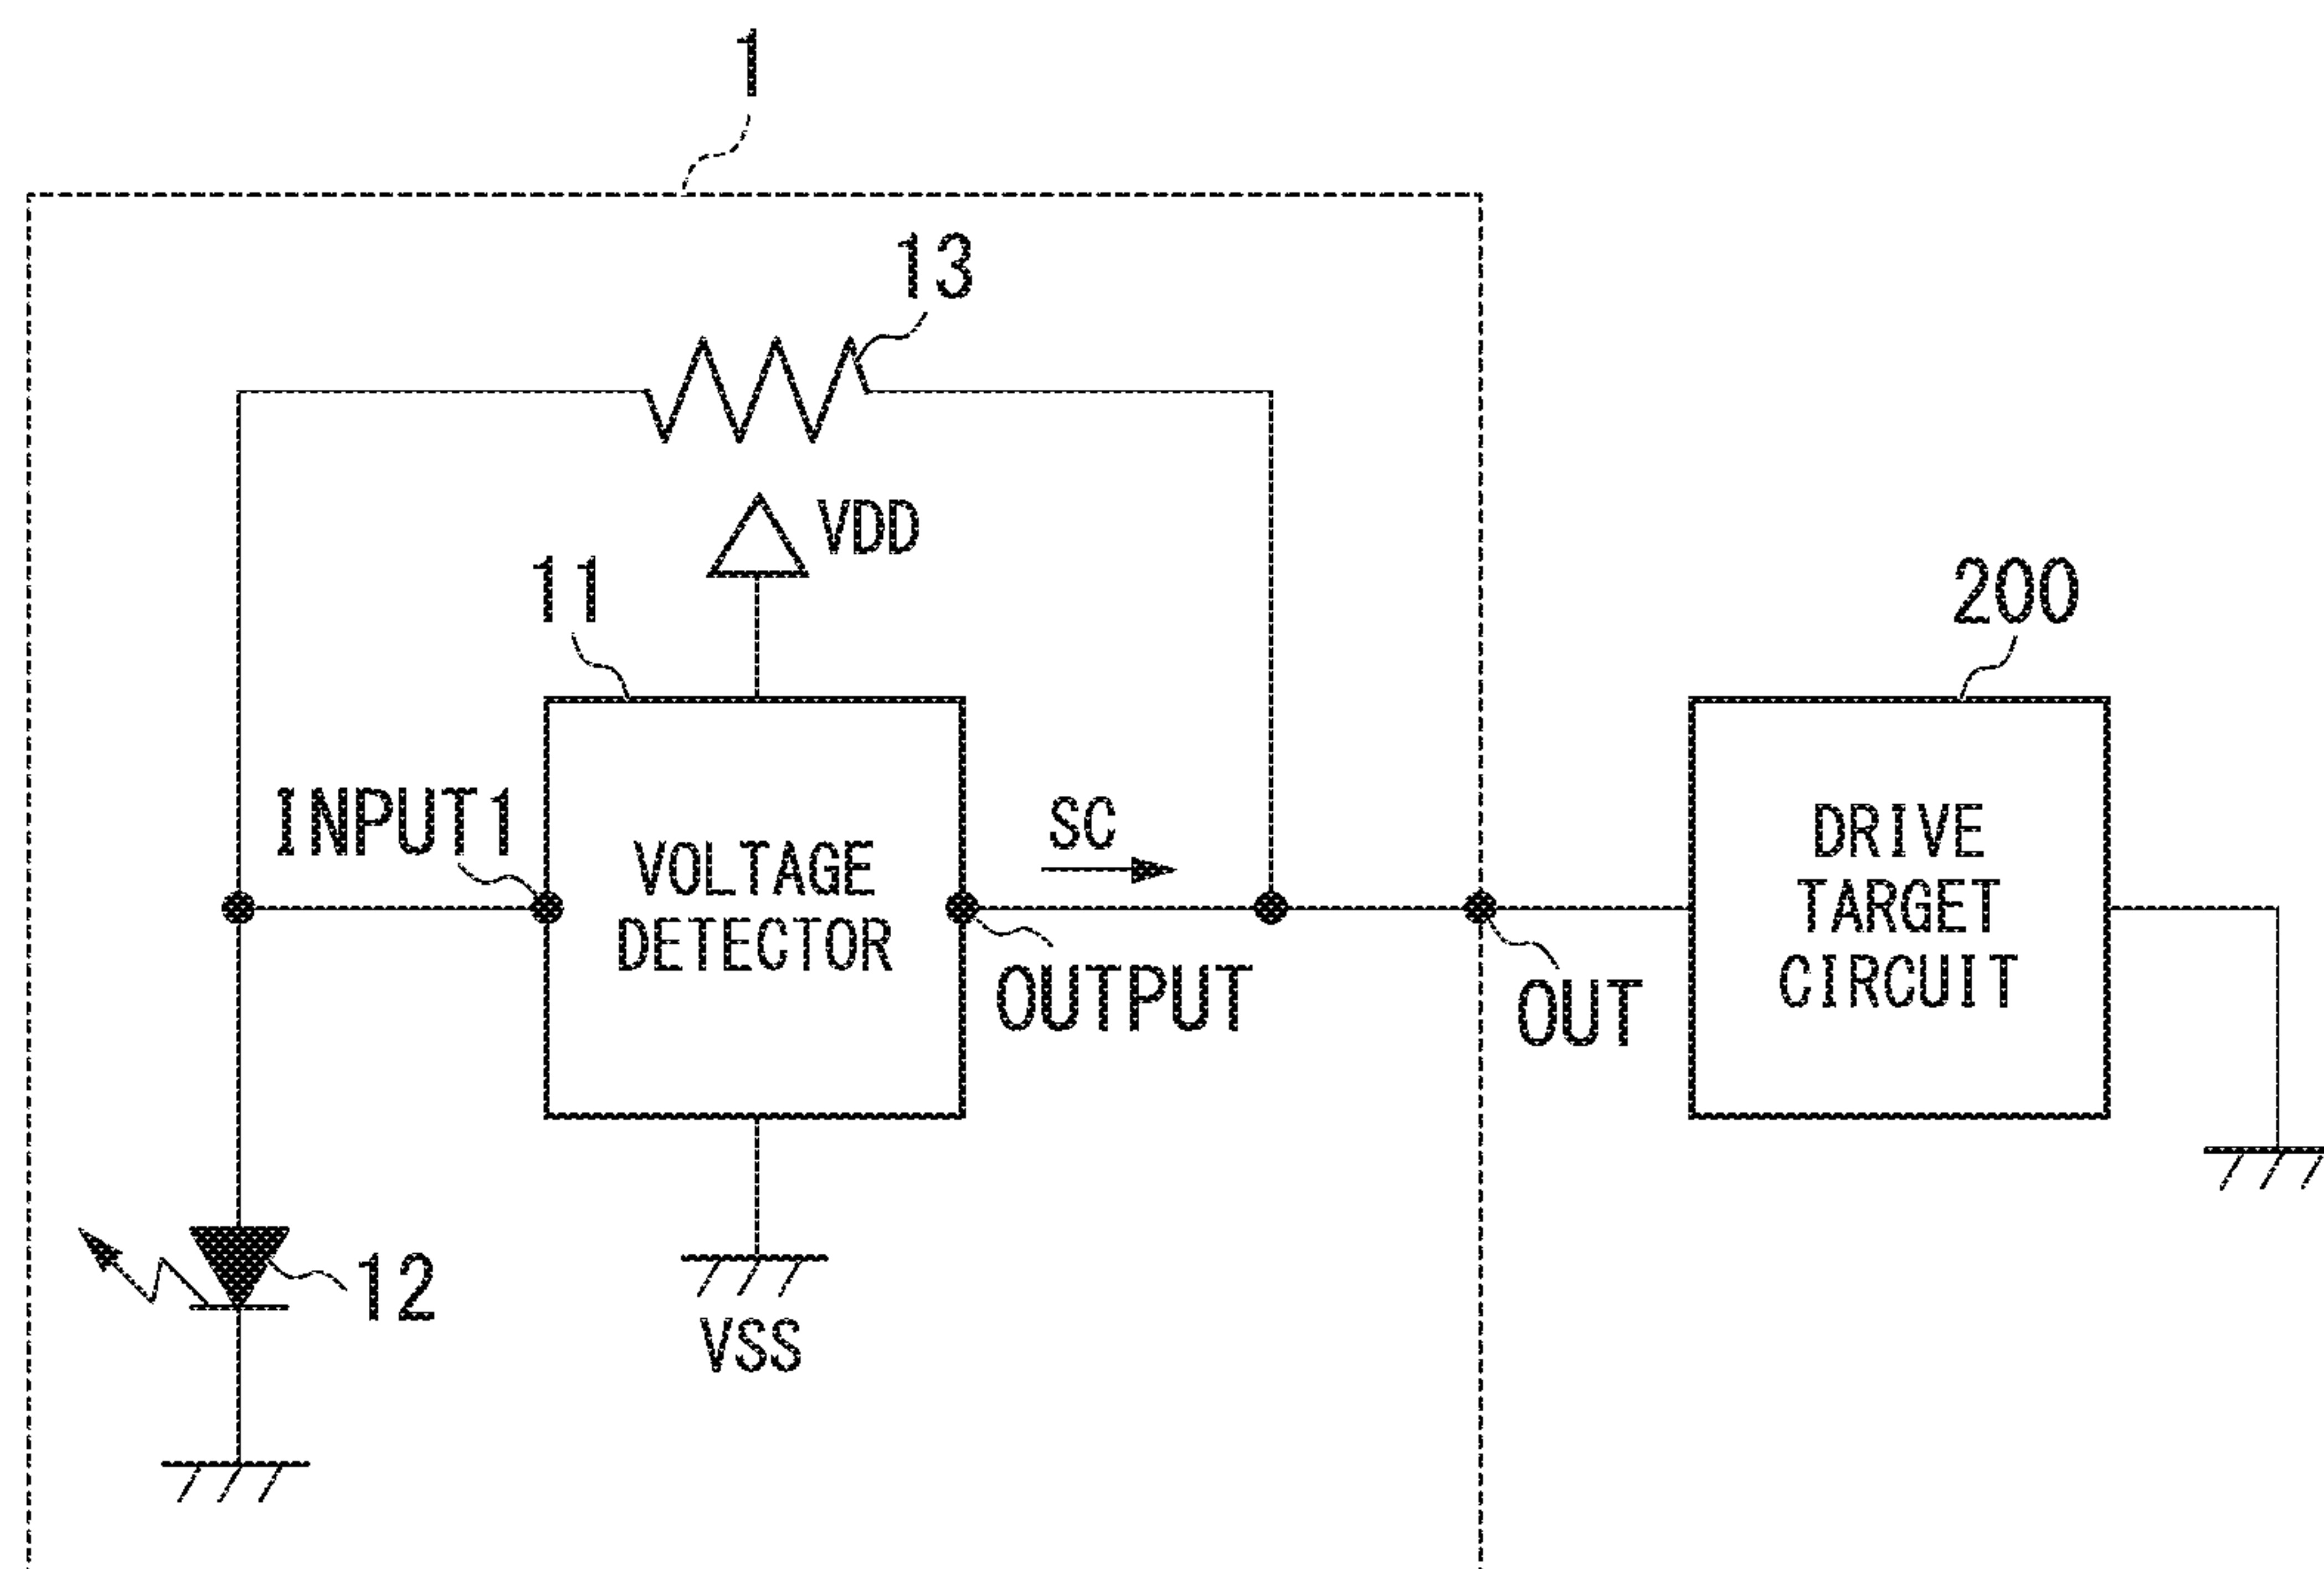 1
13
VDD
11
200
INPUT1
VOLTAGE
DETECTOR
SC
DRIVE
TARGET
CIRCUIT
OUTPUT
OUT
12
VSS